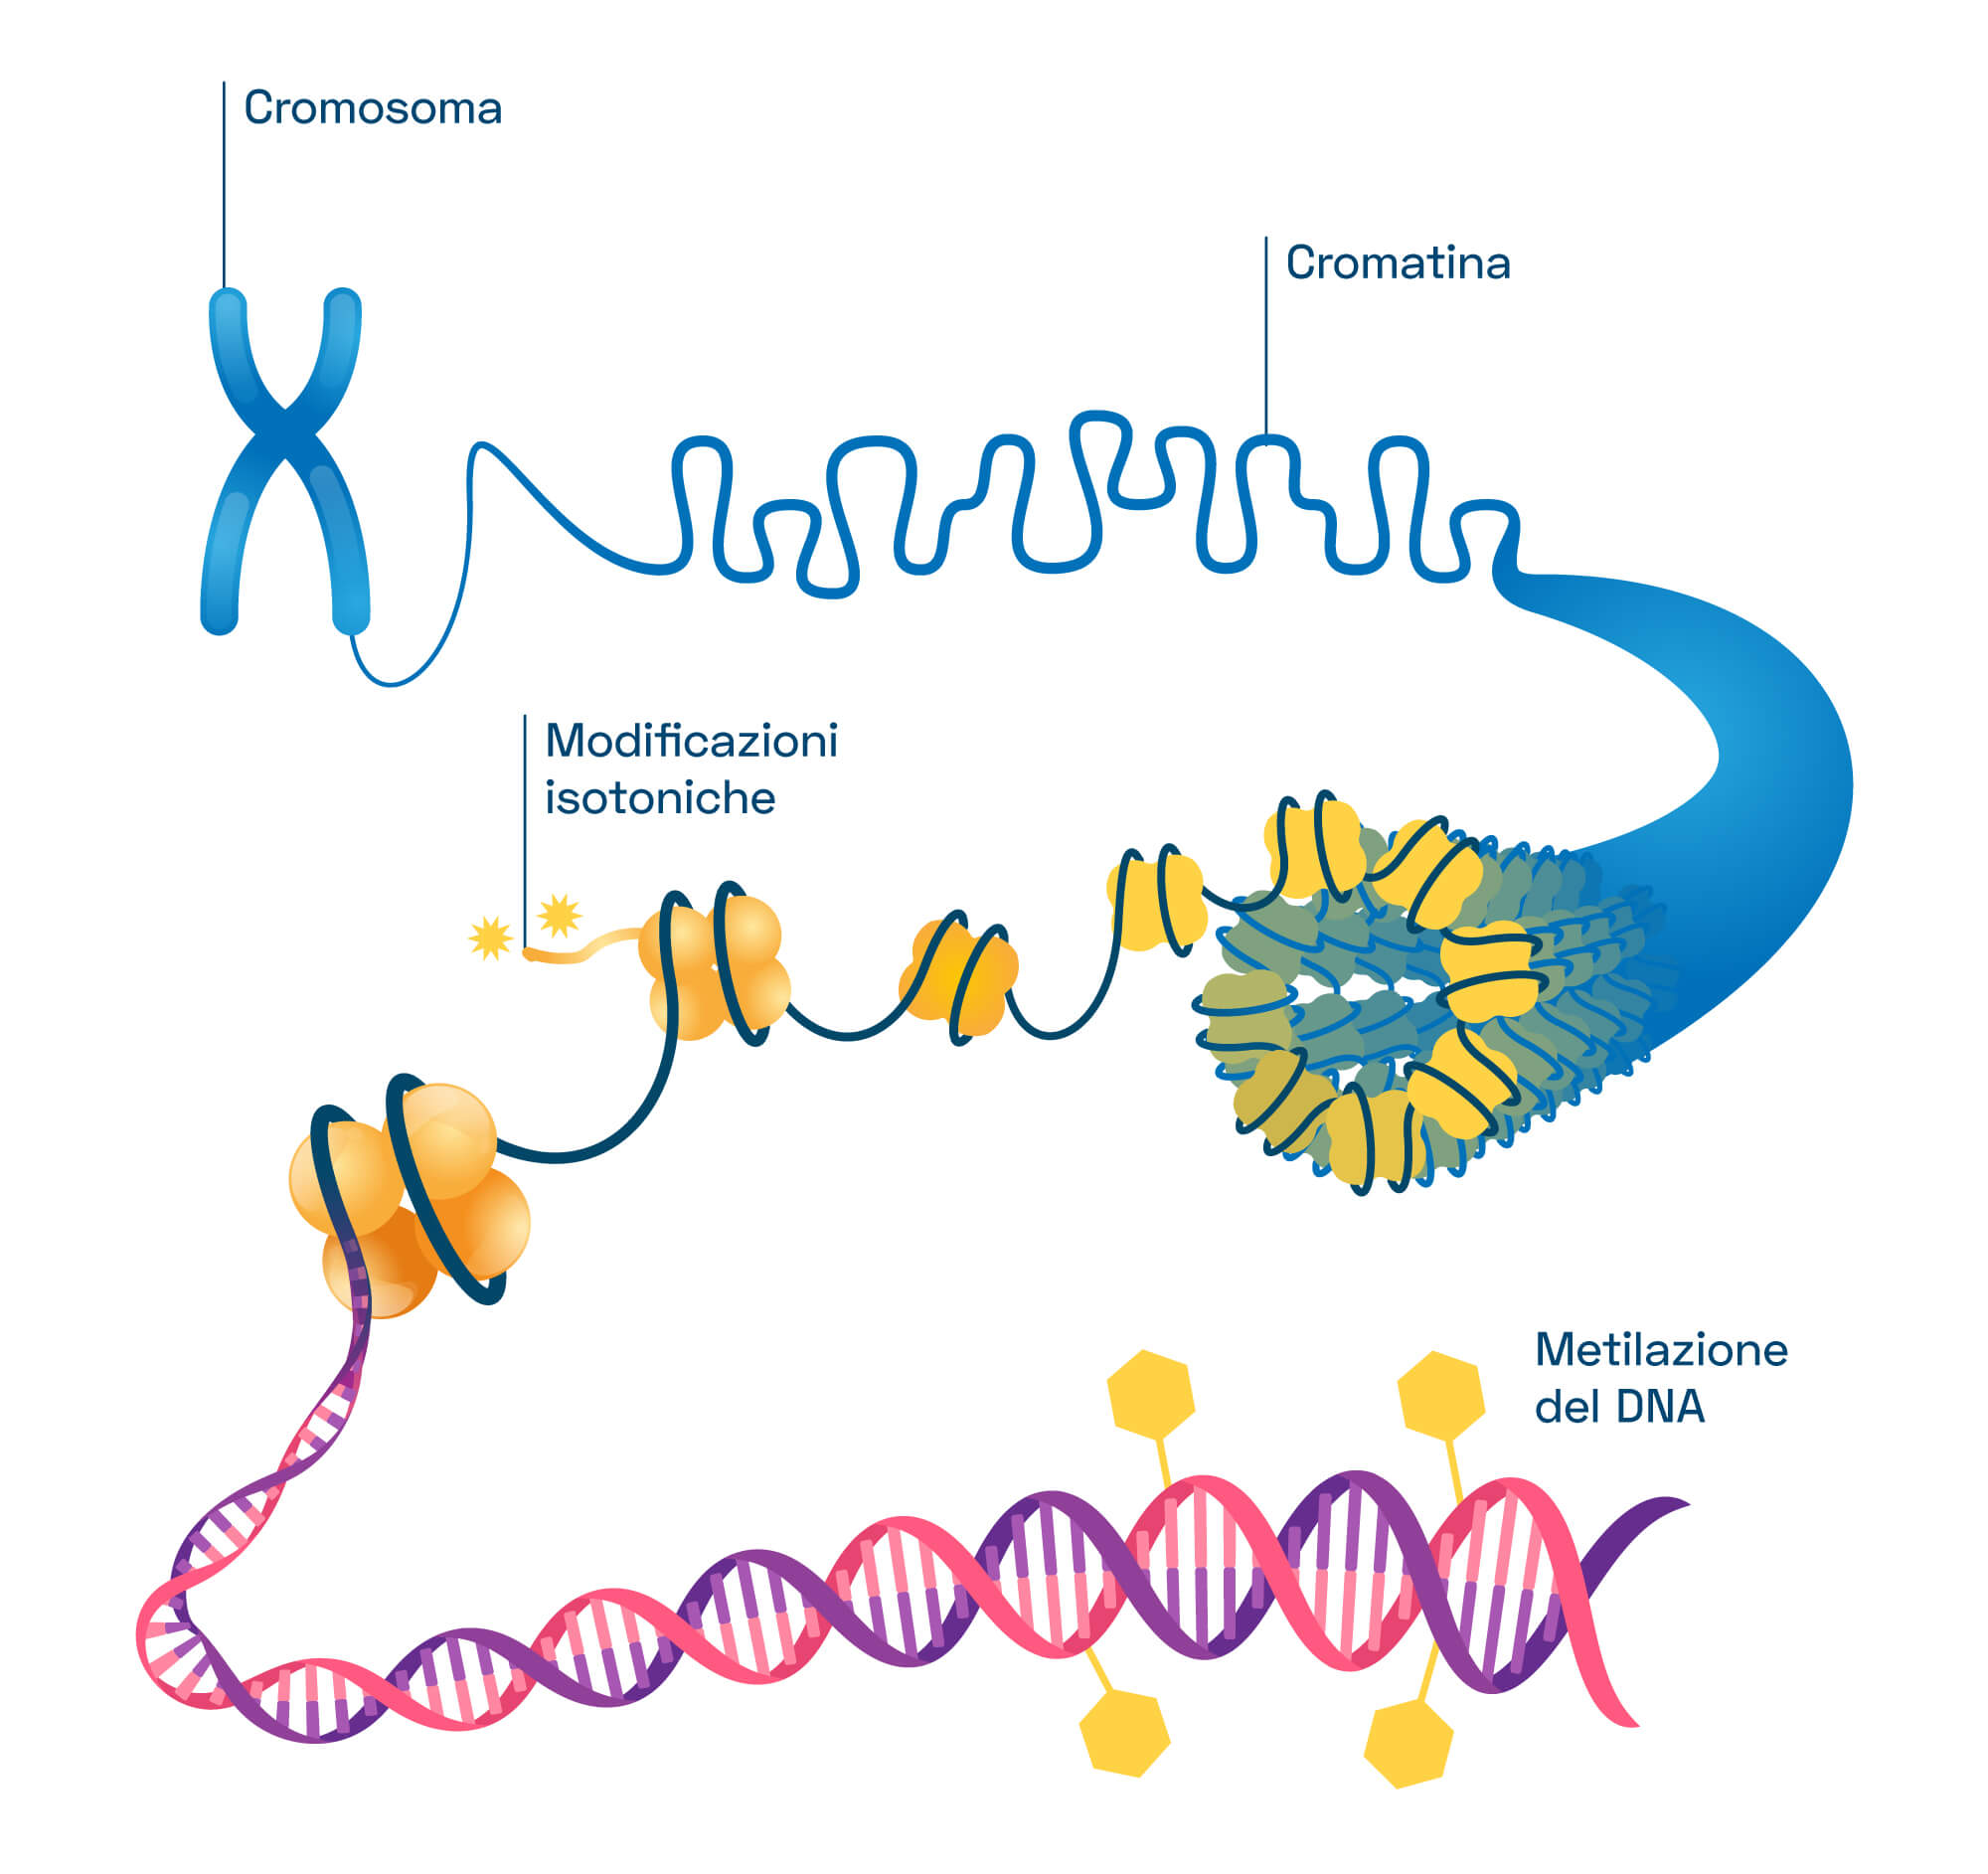 Cromosoma
Cromatina
Modificazioni
isotoniche
Metilazione
del DNA